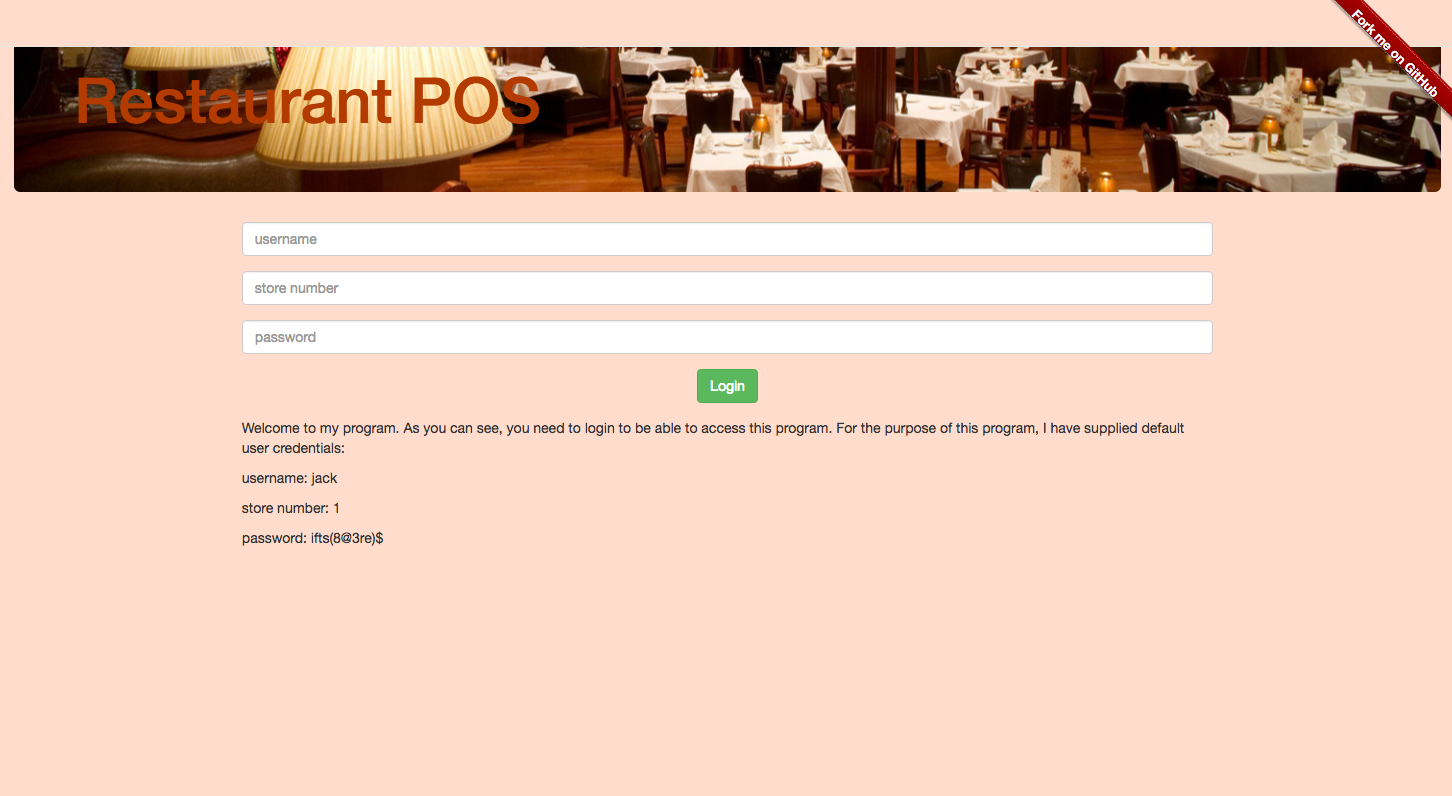 Fork me on GitHub
Restaurant POS
username
store number
password
Login
Welcome to my program. As you can see, you need to login to be able to access this program. For the purpose of this program, I have supplied default
user credentials:
username: jack
store number: 1
password: ifts(8@3re)$